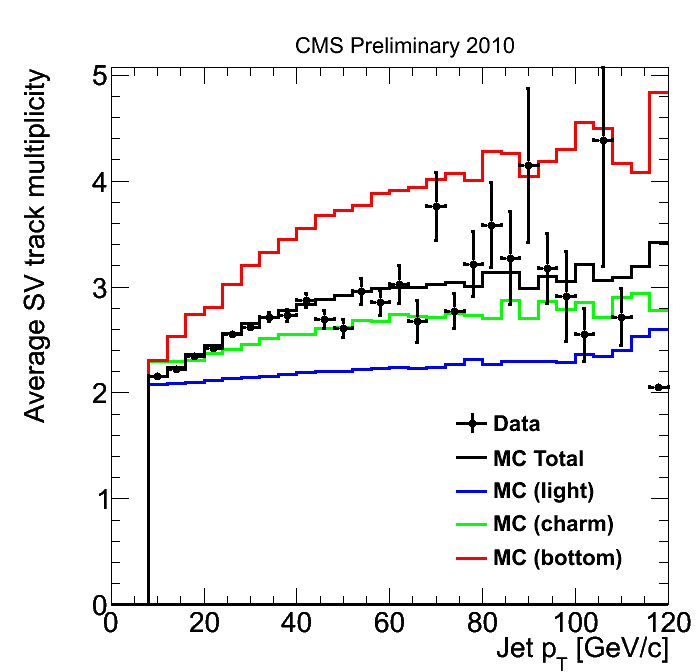 CMS Preliminary 2010
Average SV track multiplicity
5
4
3
2
1
0
Data
MC Total
MC (light)
MC (charm)
MC (bottom)
0 20 40 60 80 100 120
Jet pT [GeV/c]